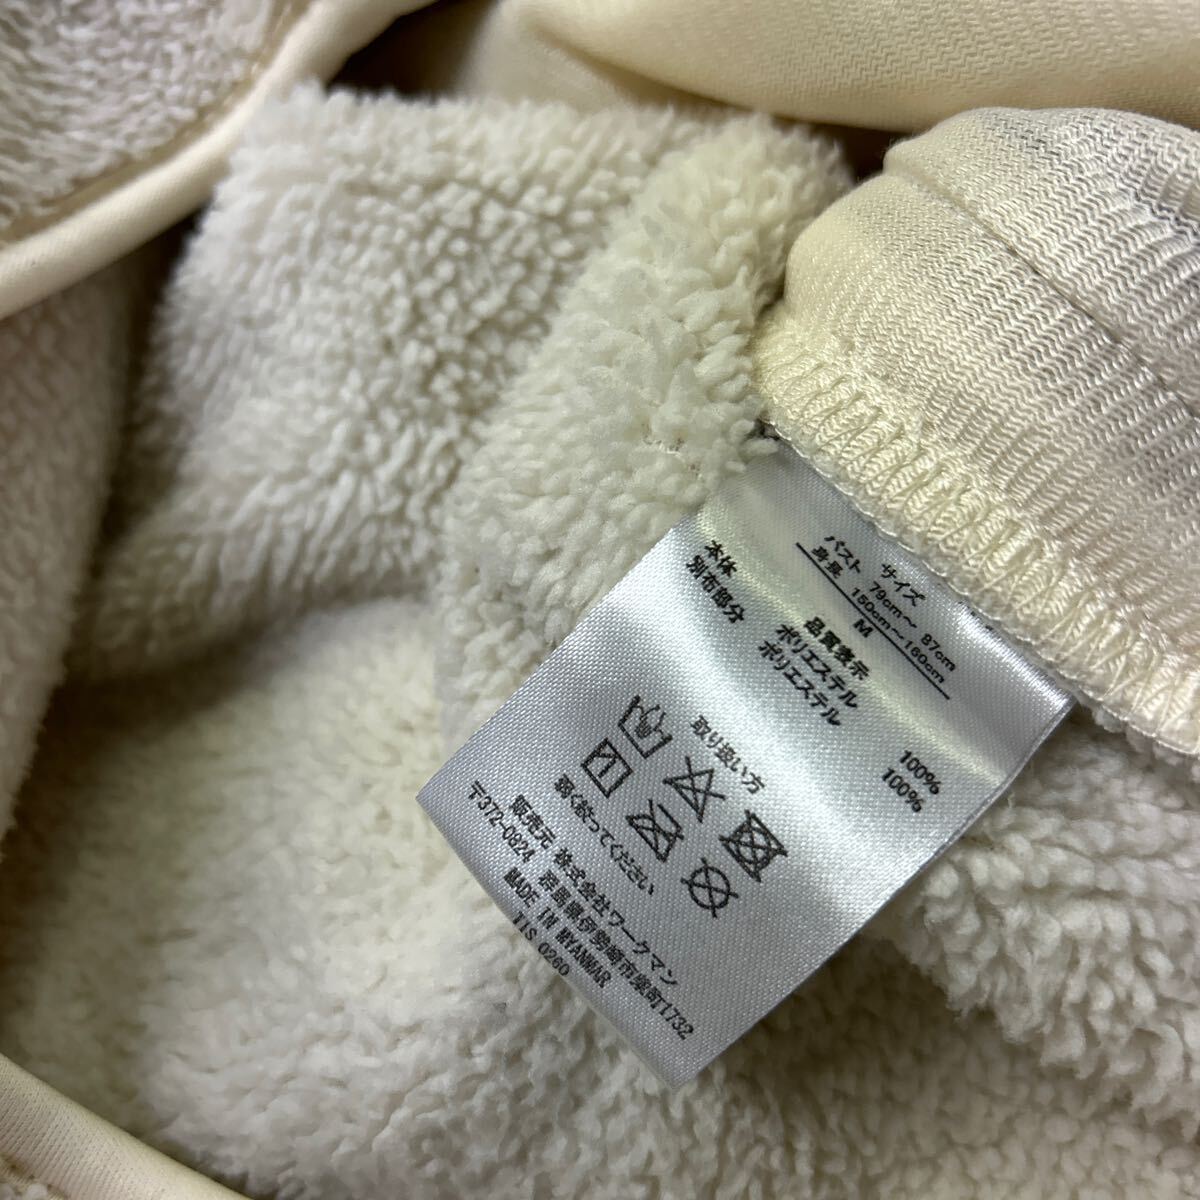 サイズ M
バスト 79cm～ 87cm
身長 150cm～160cm
品質表示
本体 ポリエステル 100%
別布部分 ポリエステル 100%
取り扱い方
弱く絞ってください
販売元 株式会社ワークマン
〒372-0824 群馬県伊勢崎市柴町1732
MADE IN MYANMAR
TIS 0260